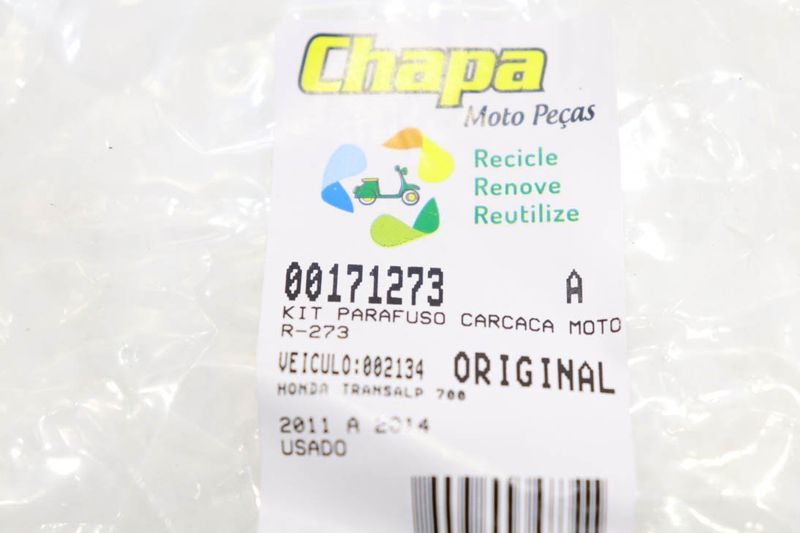 Chapa
Moto Peças
Recicle
Renove
Reutilize
00171273 A
KIT PARAFUSO CARCACA MOTO
R-273
VEICULO:002134 ORIGINAL
HONDA TRANSALP 700
2011 A 2014
USADO